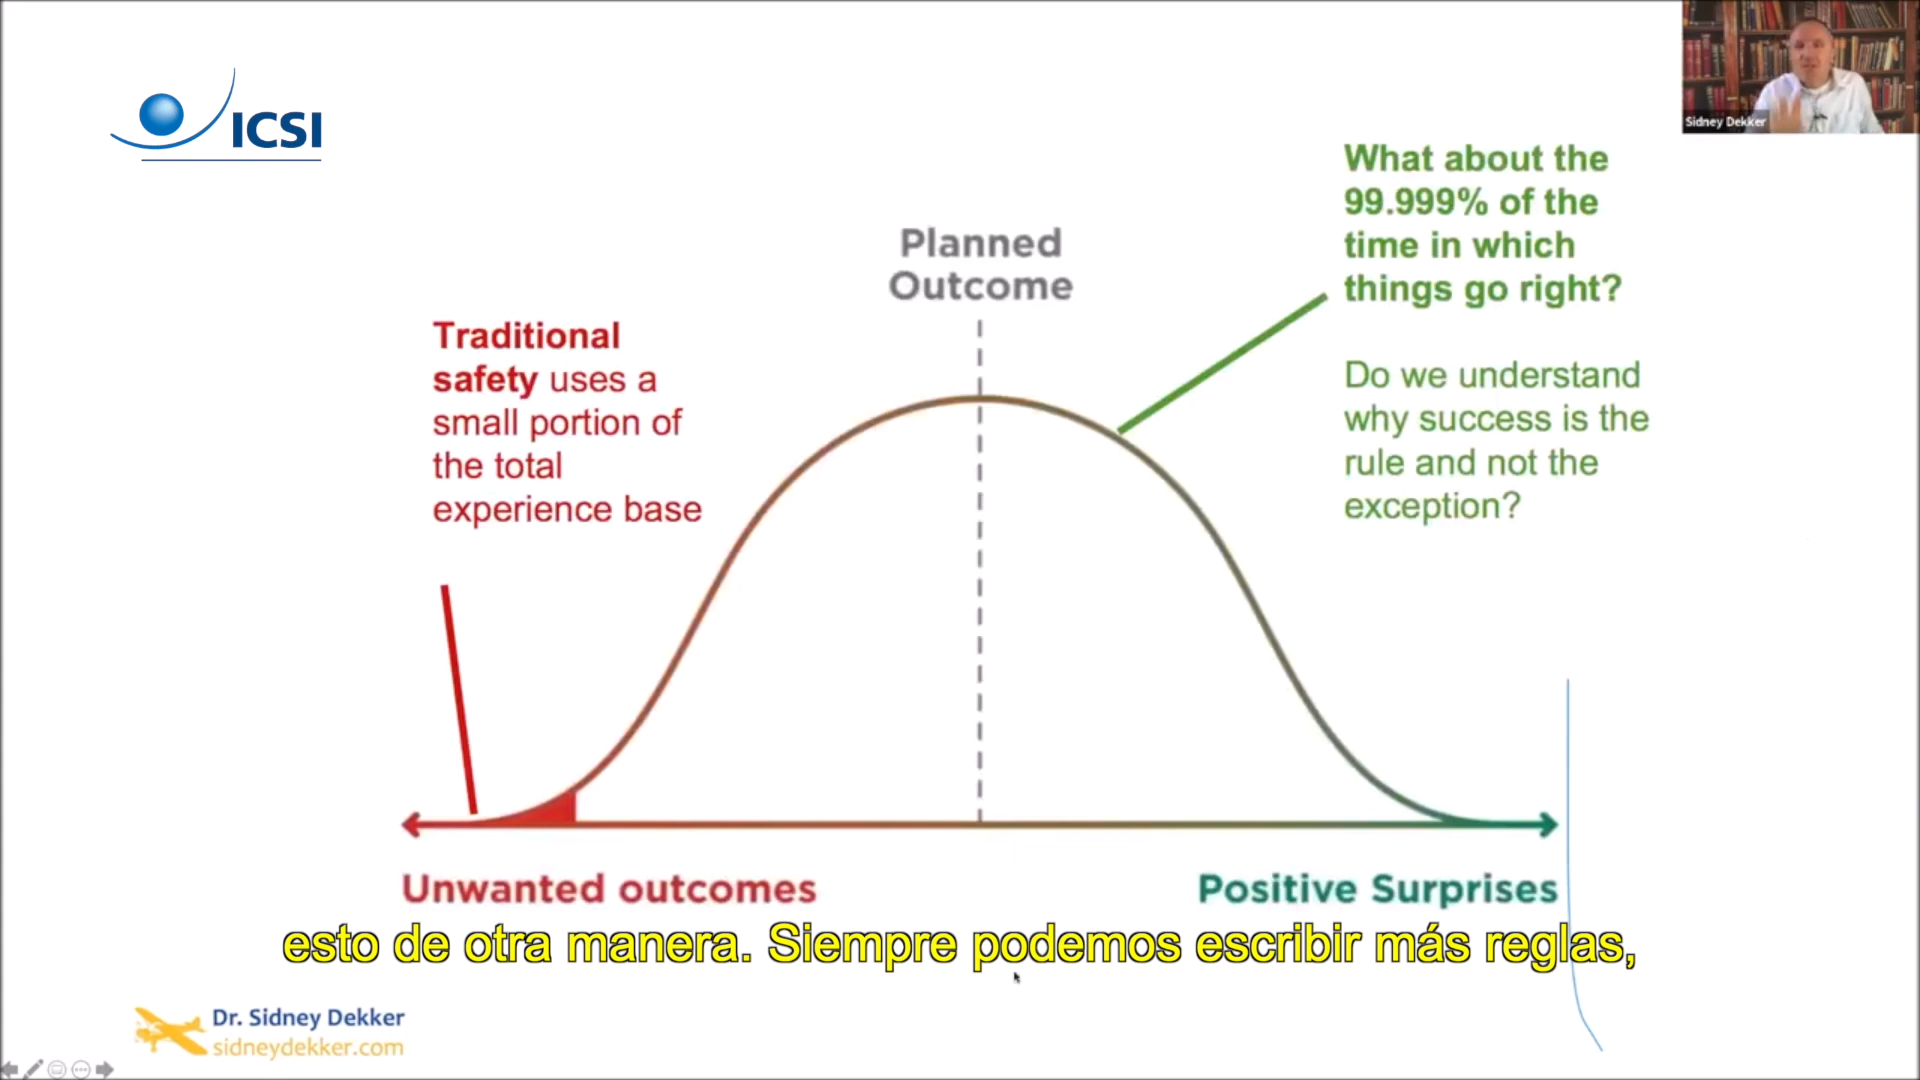 ICSI
Sidney Dekker
What about the
99.999% of the
time in which
things go right?
Planned
Outcome
Traditional
safety uses a
small portion of
the total
experience base
Do we understand
why success is the
rule and not the
exception?
Unwanted outcomes
Positive Surprises
esto de otra manera. Siempre podemos escribir más reglas,
Dr. Sidney Dekker
sidneydekker.com